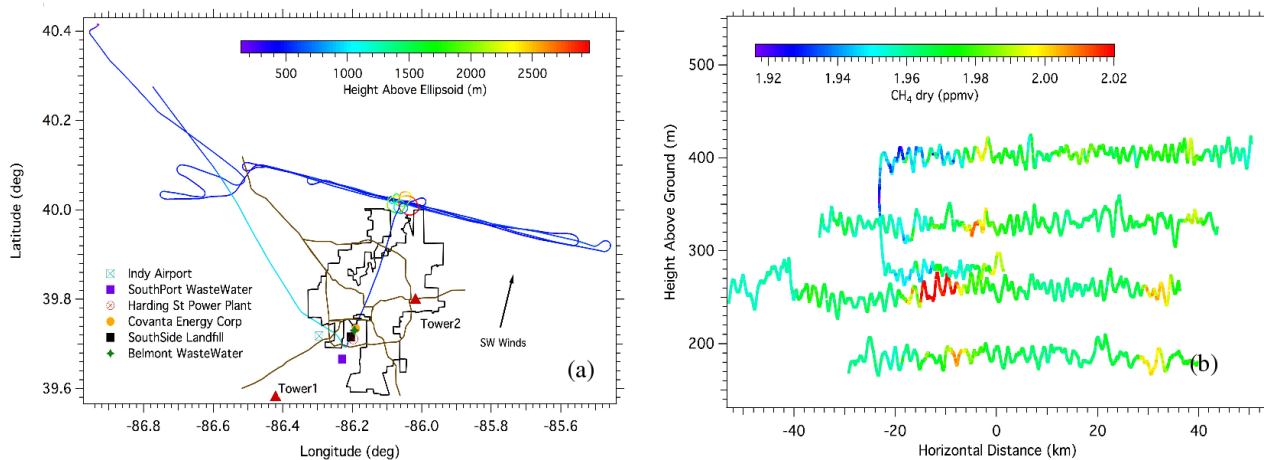 40.4
40.2
40.0
39.8
39.6
Latitude (deg)
500 1000 1500 2000 2500
Height Above Ellipsoid (m)
Indy Airport
SouthPort WasteWater
Harding St Power Plant
Covanta Energy Corp
SouthSide Landfill
Belmont WasteWater
Tower2
SW Winds
Tower1
(a)
-86.8 -86.6 -86.4 -86.2 -86.0 -85.8 -85.6
Longitude (deg)
500
400
300
200
Height Above Ground (m)
1.92 1.94 1.96 1.98 2.00 2.02
CH4 dry (ppmv)
(b)
-40 -20 0 20 40
Horizontal Distance (km)